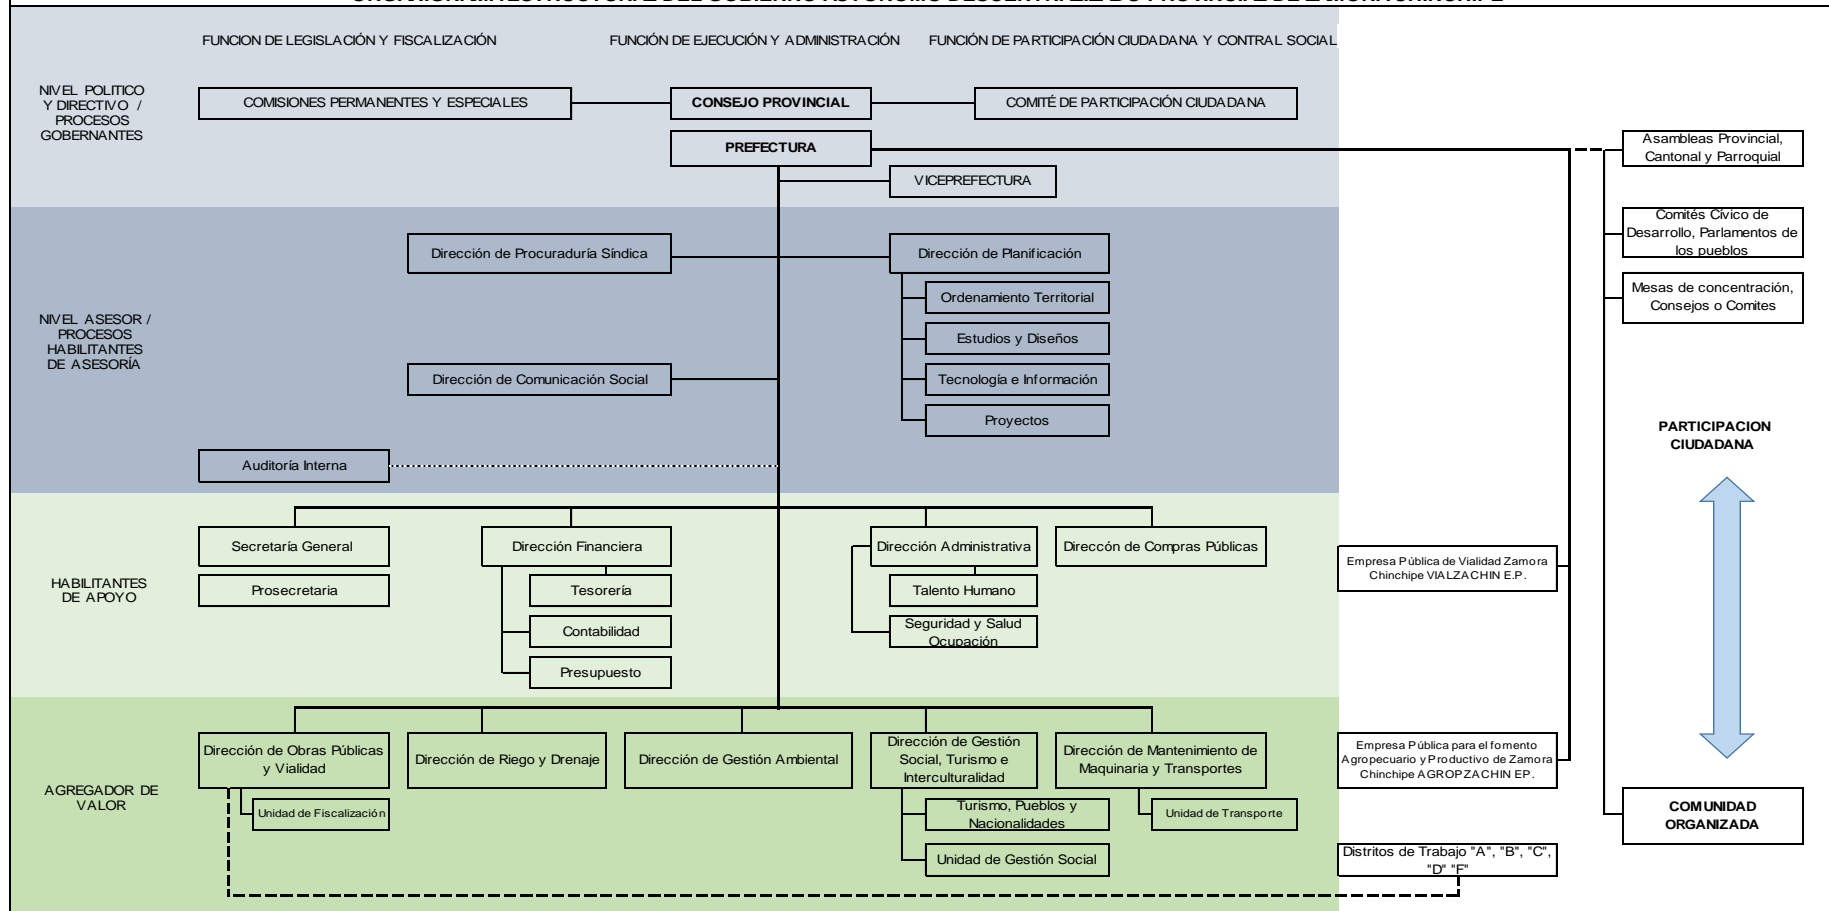 FUNCION DE LEGISLACIÓN Y FISCALIZACIÓN
FUNCIÓN DE EJECUCIÓN Y ADMINISTRACIÓN
FUNCIÓN DE PARTICIPACIÓN CIUDADANA Y CONTRAL SOCIAL
NIVEL POLITICO
Y DIRECTIVO /
PROCESOS
GOBERNANTES
COMISIONES PERMANENTES Y ESPECIALES
CONSEJO PROVINCIAL
COMITÉ DE PARTICIPACIÓN CIUDADANA
PREFECTURA
VICEPREFECTURA
Asambleas Provincial,
Cantonal y Parroquial
Comités Cívico de
Desarrollo, Parlamentos de
los pueblos
Mesas de concentración,
Consejos o Comites
NIVEL ASESOR /
PROCESOS
HABILITANTES
DE ASESORÍA
Dirección de Procuraduría Síndica
Dirección de Planificación
Ordenamiento Territorial
Estudios y Diseños
Dirección de Comunicación Social
Tecnología e Información
Proyectos
Auditoría Interna
PARTICIPACION
CIUDADANA
HABILITANTES
DE APOYO
Secretaría General
Dirección Financiera
Dirección Administrativa
Direccón de Compras Públicas
Prosecretaria
Tesorería
Talento Humano
Contabilidad
Seguridad y Salud
Ocupación
Presupuesto
Empresa Pública de Vialidad Zamora
Chinchipe VIALZACHIN E.P.
AGREGADOR DE
VALOR
Dirección de Obras Públicas
y Vialidad
Dirección de Riego y Drenaje
Dirección de Gestión Ambiental
Dirección de Gestión
Social, Turismo e
Interculturalidad
Dirección de Mantenimiento de
Maquinaria y Transportes
Empresa Pública para el fomento
Agropecuario y Productivo de Zamora
Chinchipe AGROPZACHIN EP.
Unidad de Fiscalización
Turismo, Pueblos y
Nacionalidades
Unidad de Transporte
Unidad de Gestión Social
COMUNIDAD
ORGANIZADA
Distritos de Trabajo "A", "B", "C",
"D" "F"